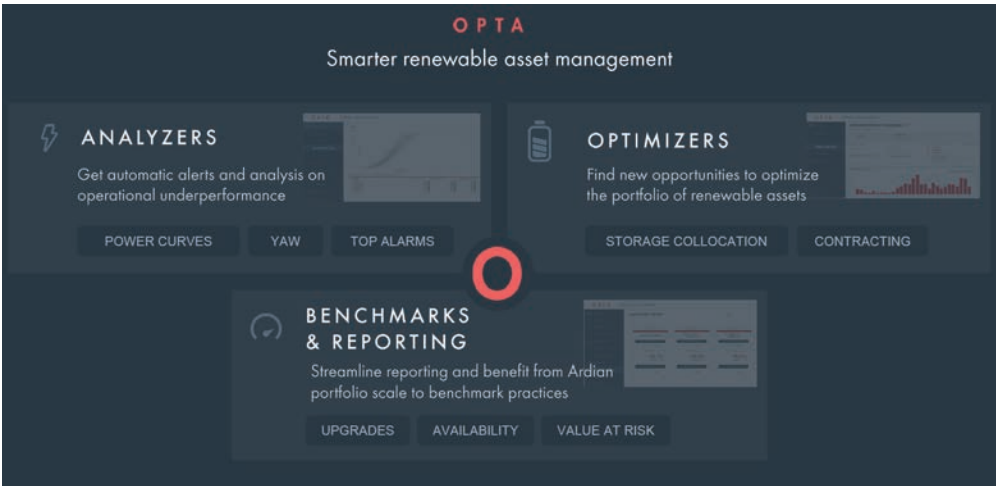 OPTA
Smarter renewable asset management
ANALYZERS
Get automatic alerts and analysis on
operational underperformance
POWER CURVES
YAW
TOP ALARMS
OPTIMIZERS
Find new opportunities to optimize
the portfolio of renewable assets
STORAGE COLLOCATION
CONTRACTING
O
BENCHMARKS
& REPORTING
Streamline reporting and benefit from Ardian
portfolio scale to benchmark practices
UPGRADES
AVAILABILITY
VALUE AT RISK